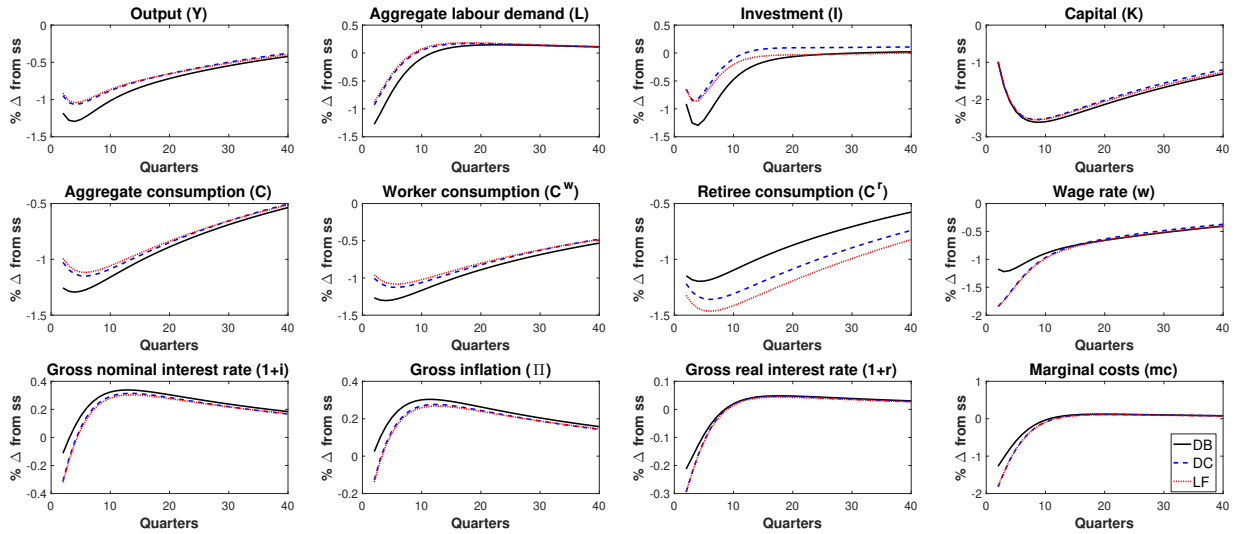 Output (Y)
% Δ from ss
0
-0.5
-1
-1.5
0 10 20 30 40
Quarters
Aggregate labour demand (L)
% Δ from ss
0.5
0
-0.5
-1
-1.5
0 10 20 30 40
Quarters
Investment (I)
% Δ from ss
0.5
0
-0.5
-1
-1.5
0 10 20 30 40
Quarters
Capital (K)
% Δ from ss
0
-1
-2
-3
0 10 20 30 40
Quarters
Aggregate consumption (C)
% Δ from ss
-0.5
-1
-1.5
0 10 20 30 40
Quarters
Worker consumption (C^w)
% Δ from ss
0
-0.5
-1
-1.5
0 10 20 30 40
Quarters
Retiree consumption (C^r)
% Δ from ss
-0.5
-1
-1.5
0 10 20 30 40
Quarters
Wage rate (w)
% Δ from ss
0
-0.5
-1
-1.5
-2
0 10 20 30 40
Quarters
Gross nominal interest rate (1+i)
% Δ from ss
0.4
0.2
0
-0.2
-0.4
0 10 20 30 40
Quarters
Gross inflation (Π)
% Δ from ss
0.4
0.2
0
-0.2
0 10 20 30 40
Quarters
Gross real interest rate (1+r)
% Δ from ss
0.1
0
-0.1
-0.2
-0.3
0 10 20 30 40
Quarters
Marginal costs (mc)
% Δ from ss
1
0
-1
-2
0 10 20 30 40
Quarters
DB
DC
LF